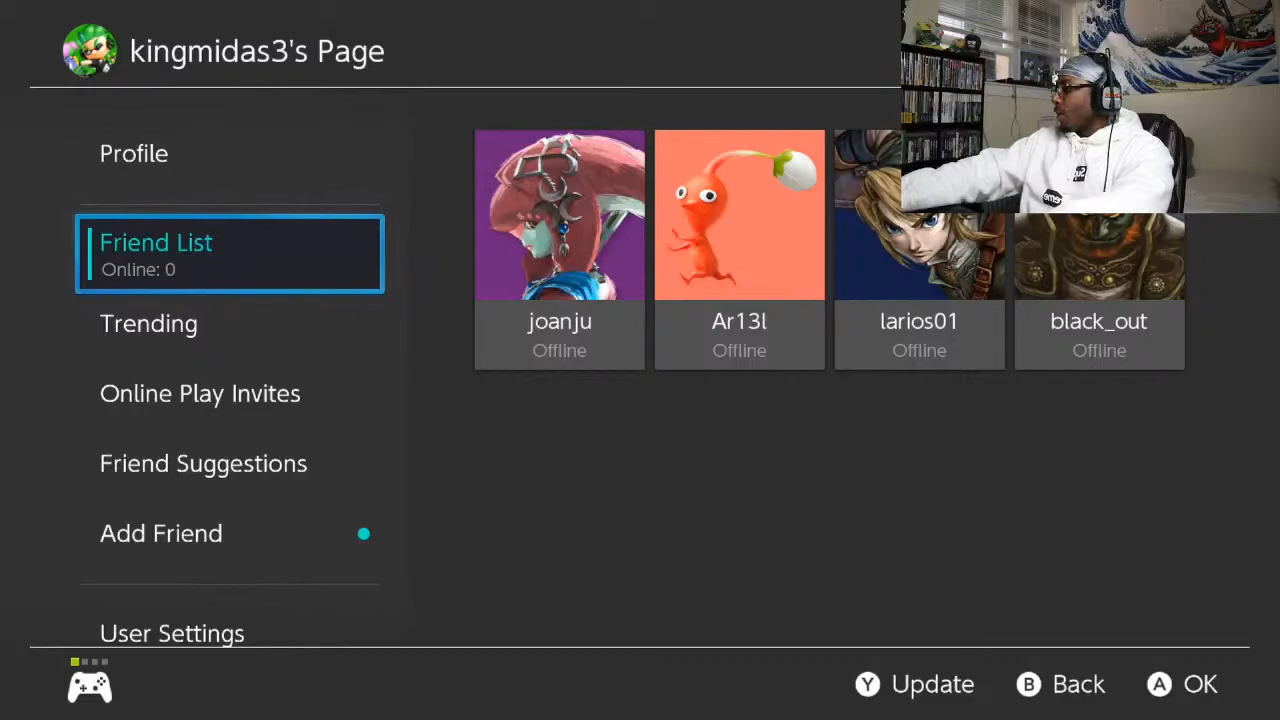 kingmidas3's Page
Profile
Friend List
Online: 0
Trending
Online Play Invites
Friend Suggestions
Add Friend
User Settings
joanju
Offline
Ar13l
Offline
larios01
Offline
black_out
Offline
Y Update
B Back
A OK